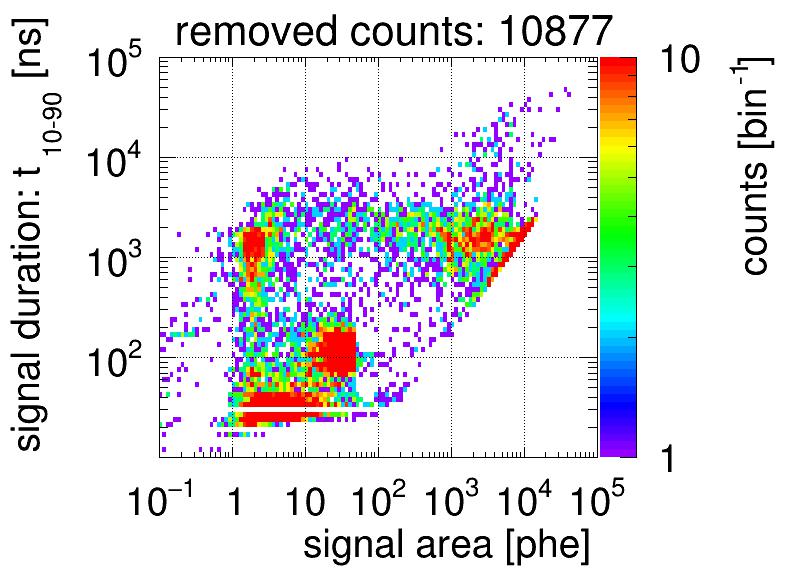 removed counts: 10877
signal duration: t 10-90 [ns]
10^5
10^4
10^3
10^2
10^−1 1 10 10^2 10^3 10^4 10^5
signal area [phe]
10
1
counts [bin^-1]